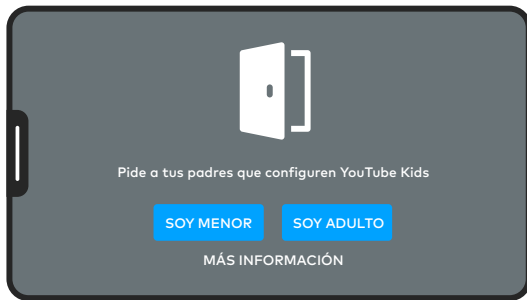 Pide a tus padres que configuren YouTube Kids
SOY MENOR SOY ADULTO
MÁS INFORMACIÓN